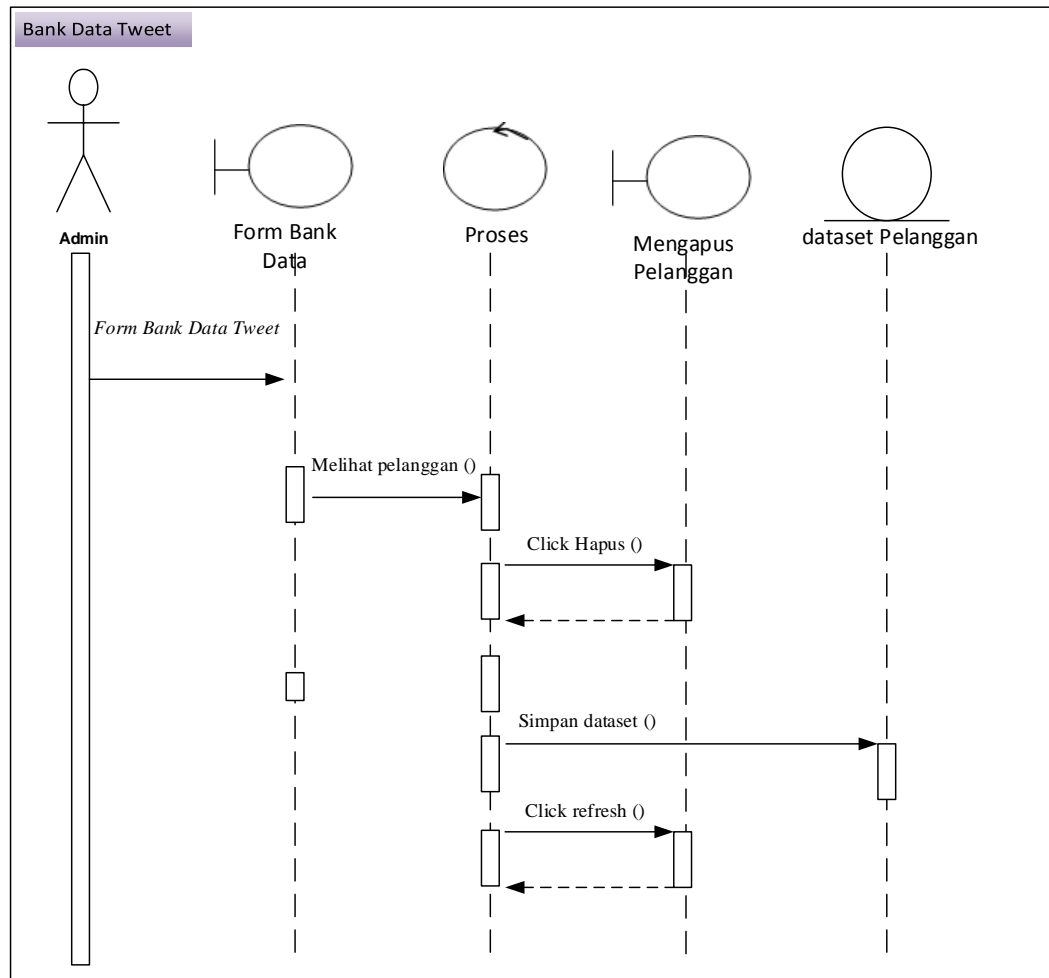 Bank Data Tweet
Admin
Form Bank
Data
Proses
Mengapus
Pelanggan
dataset Pelanggan
Form Bank Data Tweet
Melihat pelanggan ()
Click Hapus ()
Simpan dataset ()
Click refresh ()